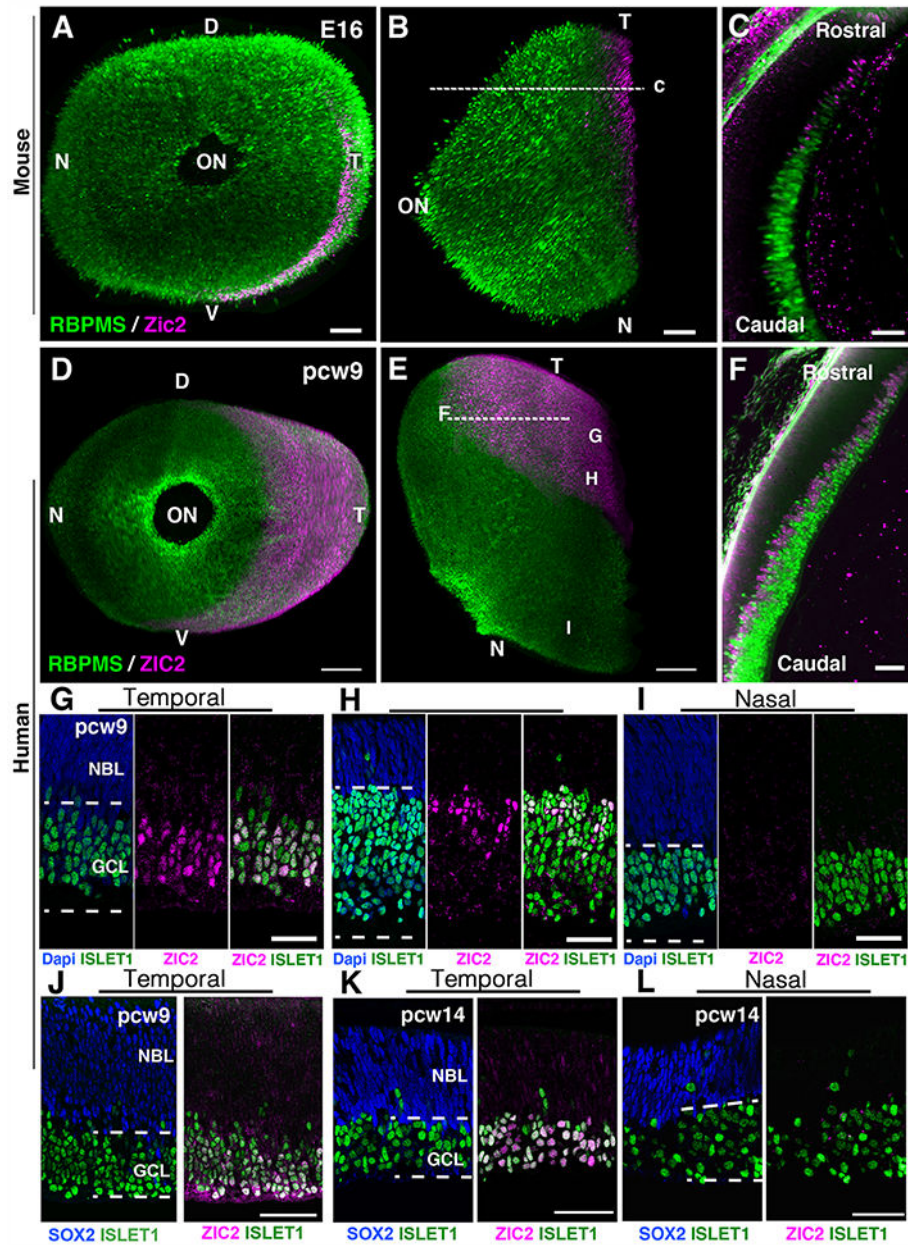 Mouse
A
D
E16
N
ON
T
V
RBPMS / Zic2
B
T
C
ON
N
C
Rostral
Caudal
Human
D
D
pcw9
N
ON
T
V
RBPMS / ZIC2
E
T
F
G
H
I
N
F
Rostral
Caudal
G
Temporal
pcw9
NBL
GCL
Dapi ISLET1
ZIC2
ZIC2 ISLET1
H
Dapi ISLET1
ZIC2
ZIC2 ISLET1
I
Nasal
Dapi ISLET1
ZIC2
ZIC2 ISLET1
J
Temporal
pcw9
NBL
GCL
SOX2 ISLET1
ZIC2 ISLET1
K
Temporal
pcw14
NBL
GCL
SOX2 ISLET1
ZIC2 ISLET1
L
Nasal
pcw14
SOX2 ISLET1
ZIC2 ISLET1